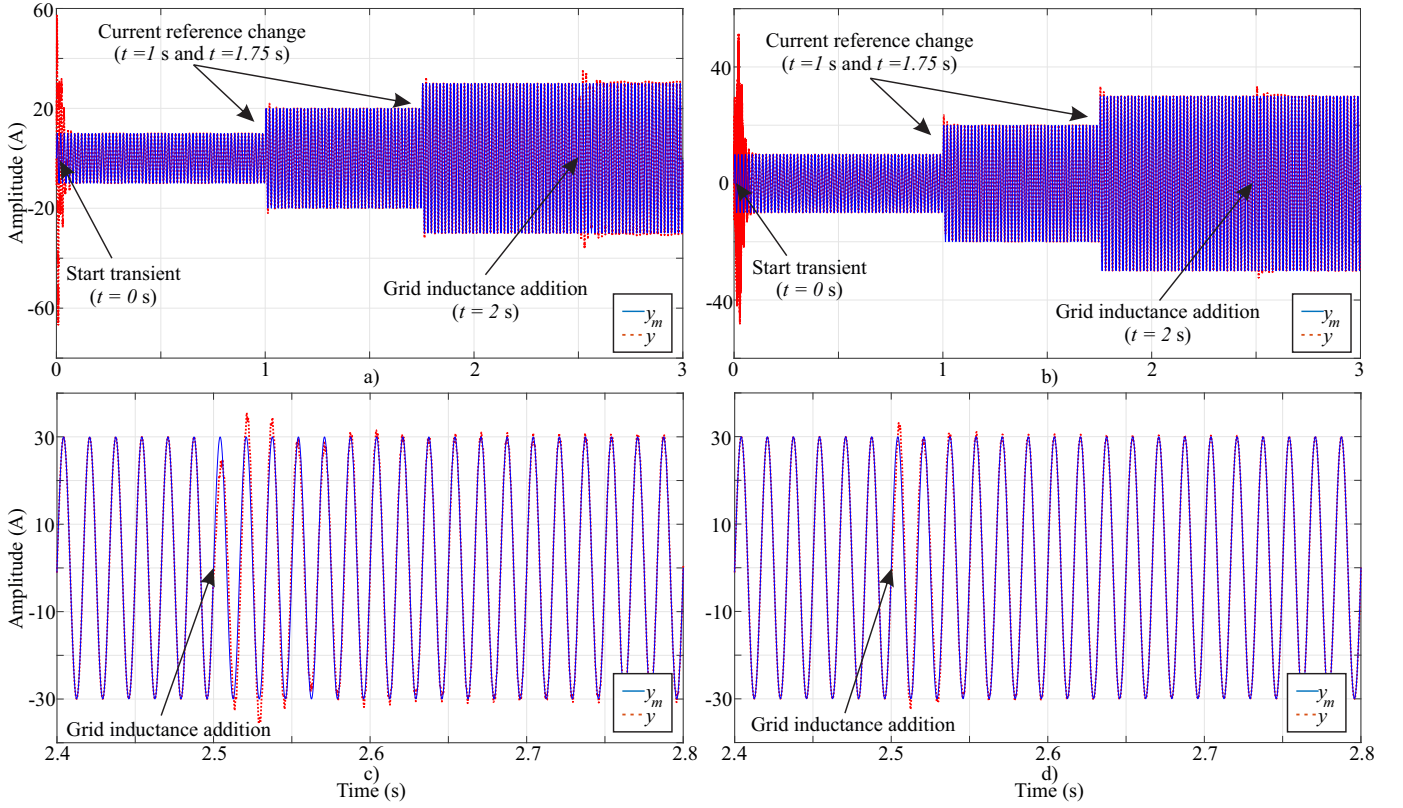 60
20
-20
-60
Amplitude (A)
Current reference change
(t =1 s and t =1.75 s)
Start transient
(t = 0 s)
Grid inductance addition
(t = 2 s)
y_m
y
0
1
2
3
a)
40
0
-40
Current reference change
(t =1 s and t =1.75 s)
Start transient
(t = 0 s)
Grid inductance addition
(t = 2 s)
y_m
y
0
1
2
3
b)
30
10
-10
-30
Amplitude (A)
Grid inductance addition
y_m
y
2.4
2.5
2.6
2.7
2.8
c)
Time (s)
30
10
-10
-30
Grid inductance addition
y_m
y
2.4
2.5
2.6
2.7
2.8
d)
Time (s)